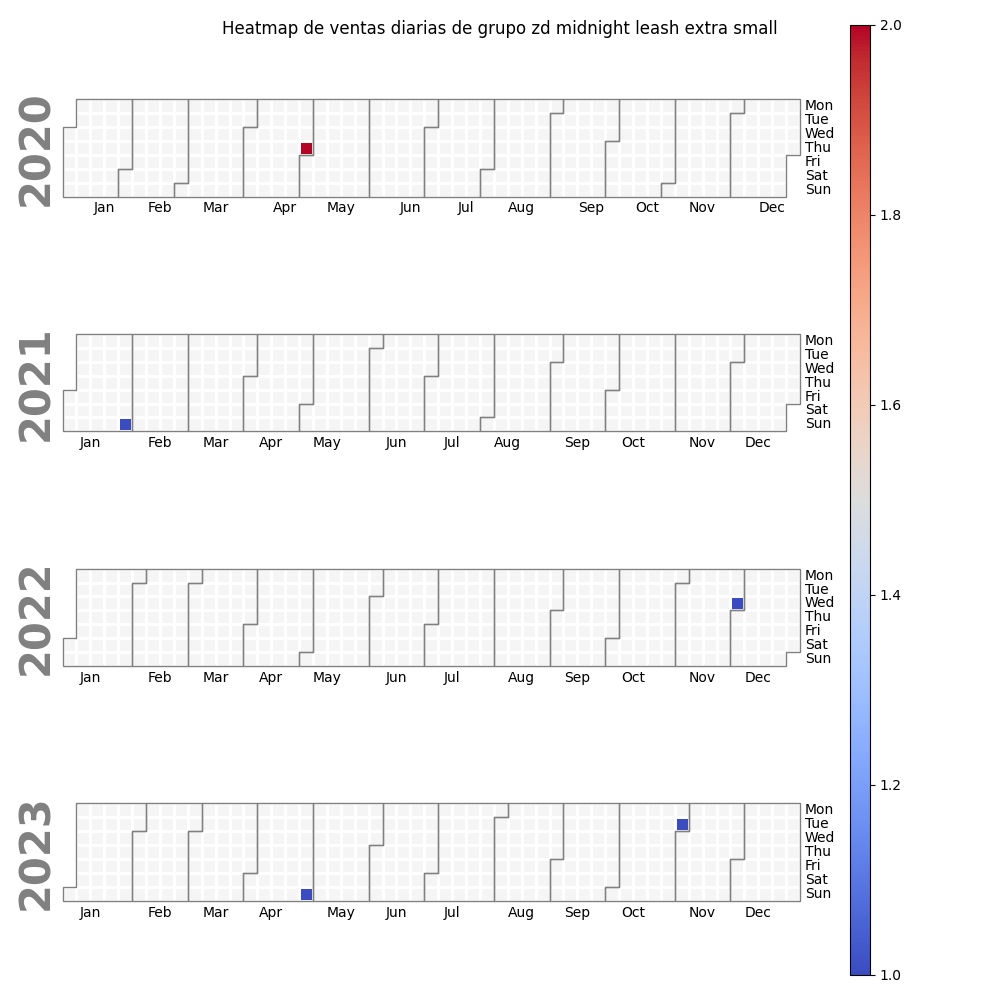 Heatmap de ventas diarias de grupo zd midnight leash extra small
2020
Mon
Tue
Wed
Thu
Fri
Sat
Sun
Jan Feb Mar Apr May Jun Jul Aug Sep Oct Nov Dec
2021
Mon
Tue
Wed
Thu
Fri
Sat
Sun
Jan Feb Mar Apr May Jun Jul Aug Sep Oct Nov Dec
2022
Mon
Tue
Wed
Thu
Fri
Sat
Sun
Jan Feb Mar Apr May Jun Jul Aug Sep Oct Nov Dec
2023
Mon
Tue
Wed
Thu
Fri
Sat
Sun
Jan Feb Mar Apr May Jun Jul Aug Sep Oct Nov Dec
2.0
1.8
1.6
1.4
1.2
1.0